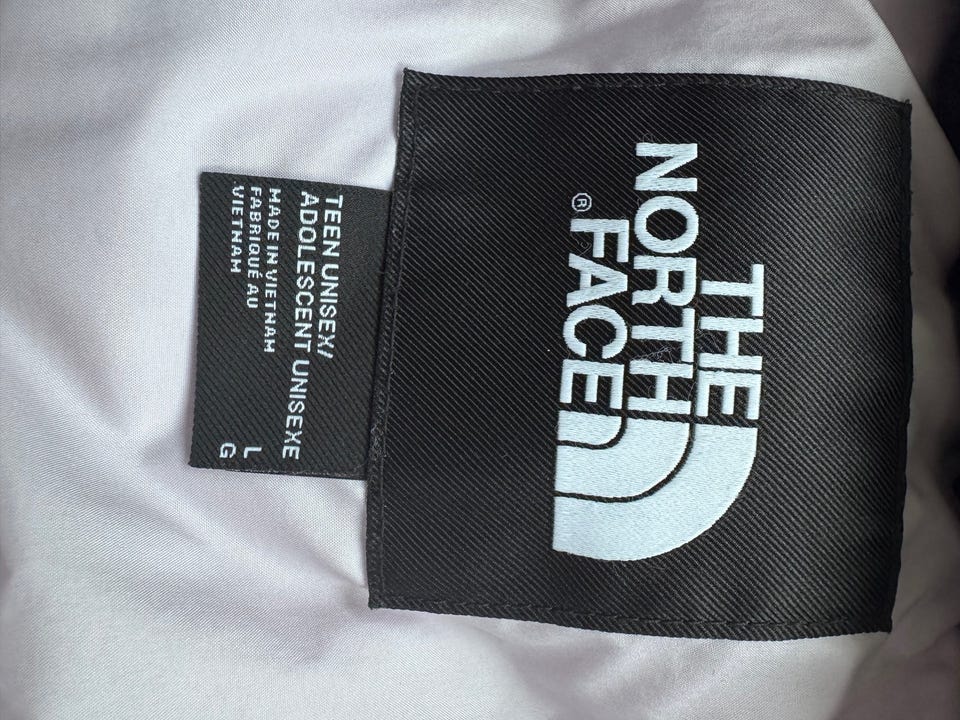 THE
NORTH
FACE®
TEEN UNISEX/
ADOLESCENT UNISEXE
MADE IN VIETNAM L
FABRIQUÉ AU G
VIETNAM